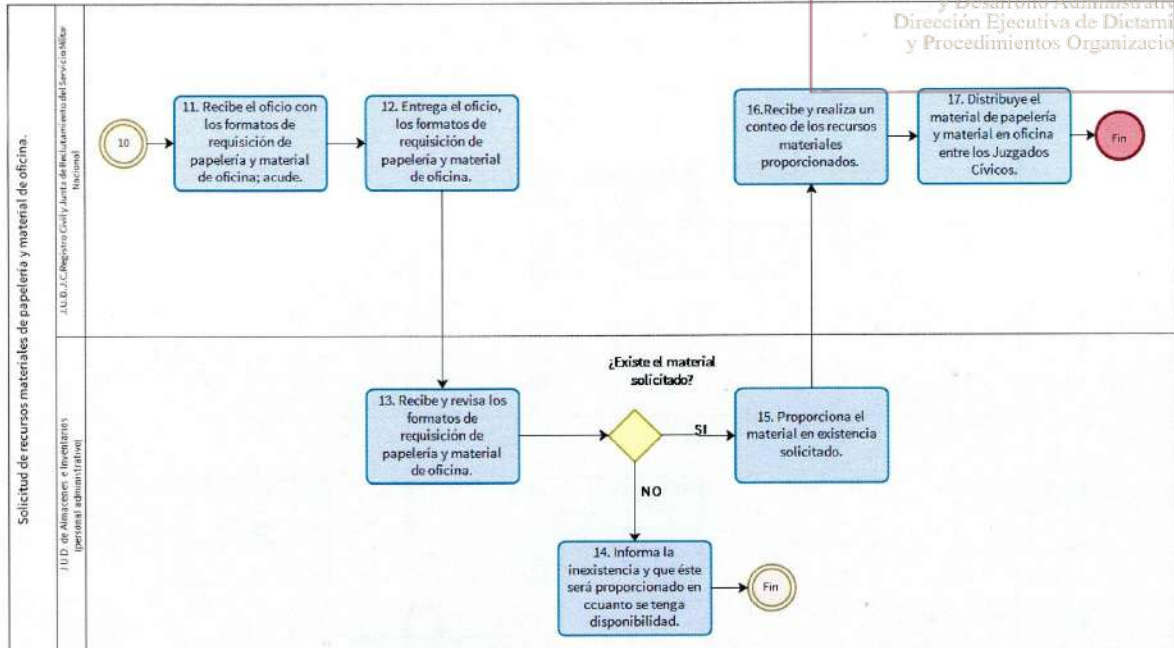 y Desarrollo Administrativ
Dirección Ejecutiva de Dictami
y Procedimientos Organizacio
Solicitud de recursos materiales de papelería y material de oficina.
J.U.D.J.C.Registro Civil y Junta de Reclutamiento del Servicio Militar
Nacional
10
11. Recibe el oficio con
los formatos de
requisición de
papelería y material
de oficina; acude.
12. Entrega el oficio,
los formatos de
requisición de
papelería y material
de oficina.
16.Recibe y realiza un
conteo de los recursos
materiales
proporcionados.
17. Distribuye el
material de papelería
y material en oficina
entre los Juzgados
Cívicos.
Fin
J.U.D. de Almacenes e Inventarios
(personal administrativo)
13. Recibe y revisa los
formatos de
requisición de
papelería y material
de oficina.
¿Existe el material
solicitado?
SI
NO
15. Proporciona el
material en existencia
solicitado.
14. Informa la
inexistencia y que éste
será proporcionado en
ccuanto se tenga
disponibilidad.
Fin